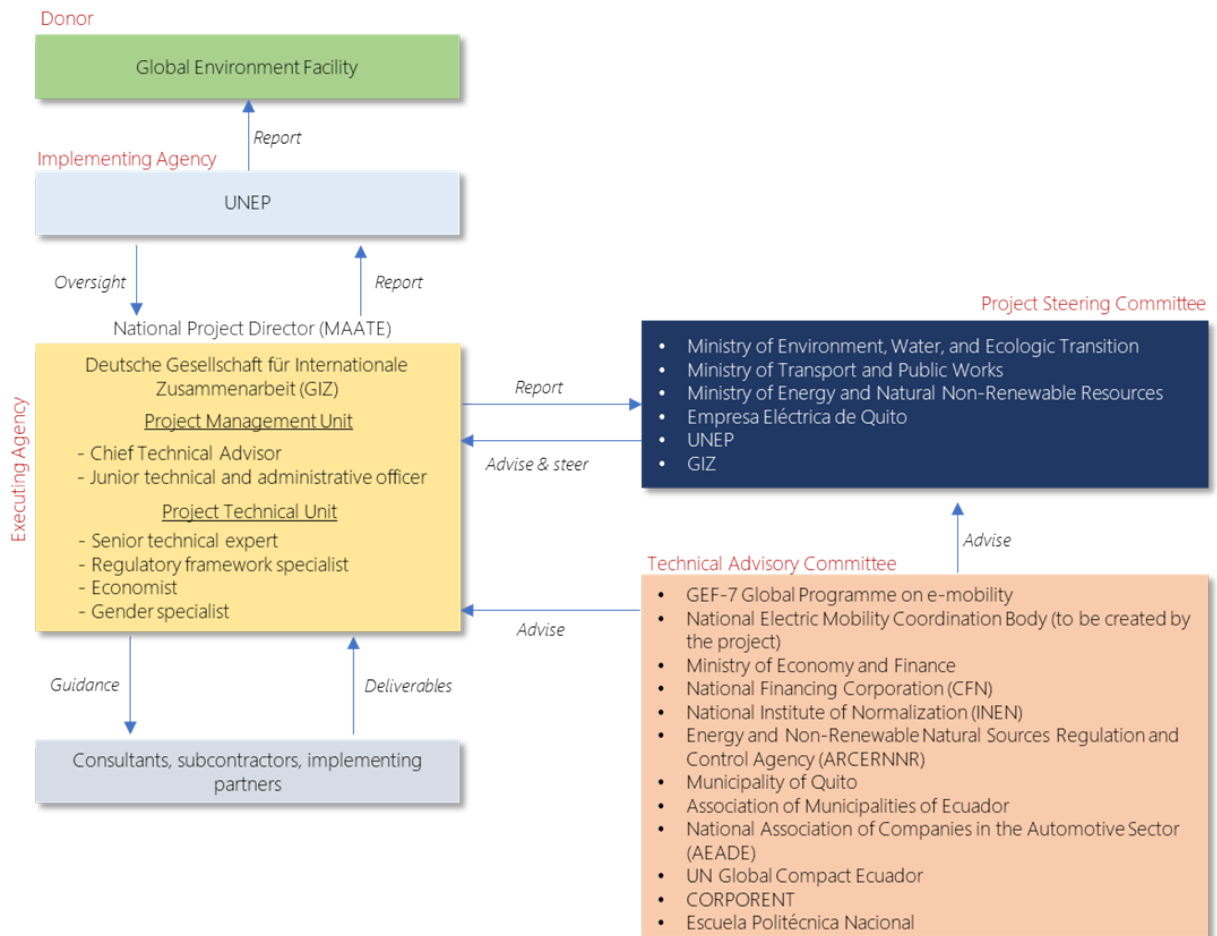 Donor
Global Environment Facility
Report
Implementing Agency
UNEP
Oversight
Report
National Project Director (MAATE)
Executing Agency
Deutsche Gesellschaft für Internationale
Zusammenarbeit (GIZ)
Project Management Unit
- Chief Technical Advisor
- Junior technical and administrative officer
Project Technical Unit
- Senior technical expert
- Regulatory framework specialist
- Economist
- Gender specialist
Guidance
Deliverables
Consultants, subcontractors, implementing
partners
Report
Advise & steer
Advise
Project Steering Committee
• Ministry of Environment, Water, and Ecologic Transition
• Ministry of Transport and Public Works
• Ministry of Energy and Natural Non-Renewable Resources
• Empresa Eléctrica de Quito
• UNEP
• GIZ
Advise
Technical Advisory Committee
• GEF-7 Global Programme on e-mobility
• National Electric Mobility Coordination Body (to be created by
the project)
• Ministry of Economy and Finance
• National Financing Corporation (CFN)
• National Institute of Normalization (INEN)
• Energy and Non-Renewable Natural Sources Regulation and
Control Agency (ARCERNNR)
• Municipality of Quito
• Association of Municipalities of Ecuador
• National Association of Companies in the Automotive Sector
(AEADE)
• UN Global Compact Ecuador
• CORPORENT
• Escuela Politécnica Nacional